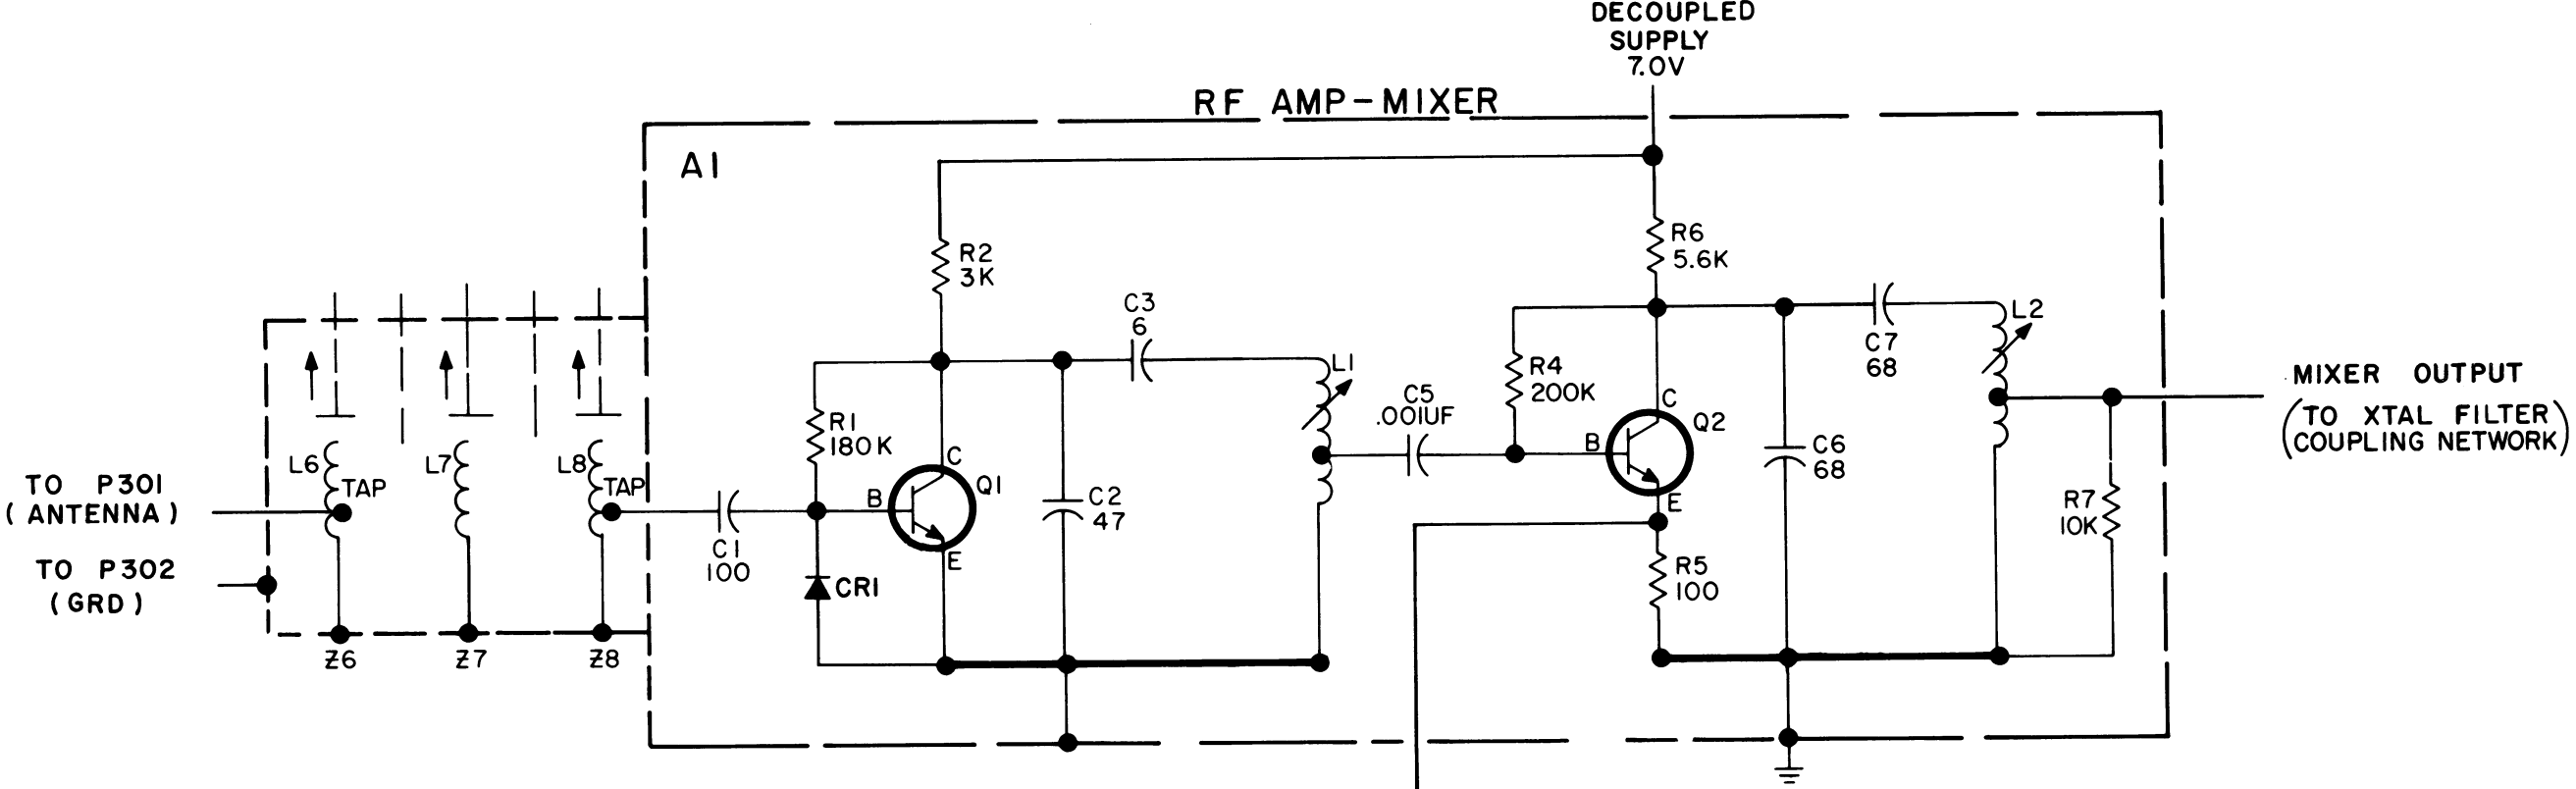 DECOUPLED
SUPPLY
7.0V
RF AMP-MIXER
A1
R2
3K
R6
5.6K
C3
6
L1
L2
C7
68
R4
200K
C5
.001UF
R1
180K
C
Q1
B
E
C
Q2
B
E
C2
47
C6
68
R7
10K
R5
100
C1
100
CR1
L6
TAP
L7
L8
TAP
TO P301
(ANTENNA)
TO P302
(GRD)
Z6
Z7
Z8
MIXER OUTPUT
(TO XTAL FILTER
COUPLING NETWORK)